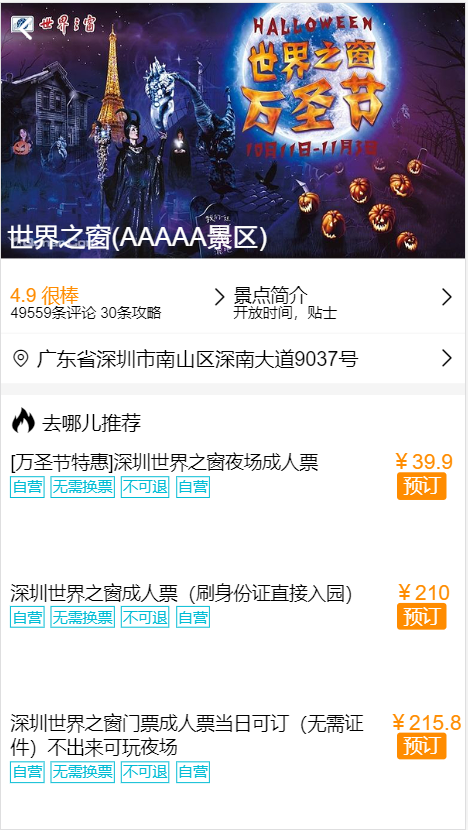 世界之窗
HALLOWEEN
世界之窗
万圣节
10月11日-11月3日
世界之窗(AAAAA景区)
4.9 很棒
49559条评论 30条攻略
景点简介
开放时间，贴士
广东省深圳市南山区深南大道9037号
去哪儿推荐
[万圣节特惠]深圳世界之窗夜场成人票
￥39.9
自营 无需换票 不可退 自营
预订
深圳世界之窗成人票（刷身份证直接入园）
￥210
自营 无需换票 不可退 自营
预订
深圳世界之窗门票成人票当日可订（无需证
件）不出来可玩夜场
￥215.8
预订
自营 无需换票 不可退 自营